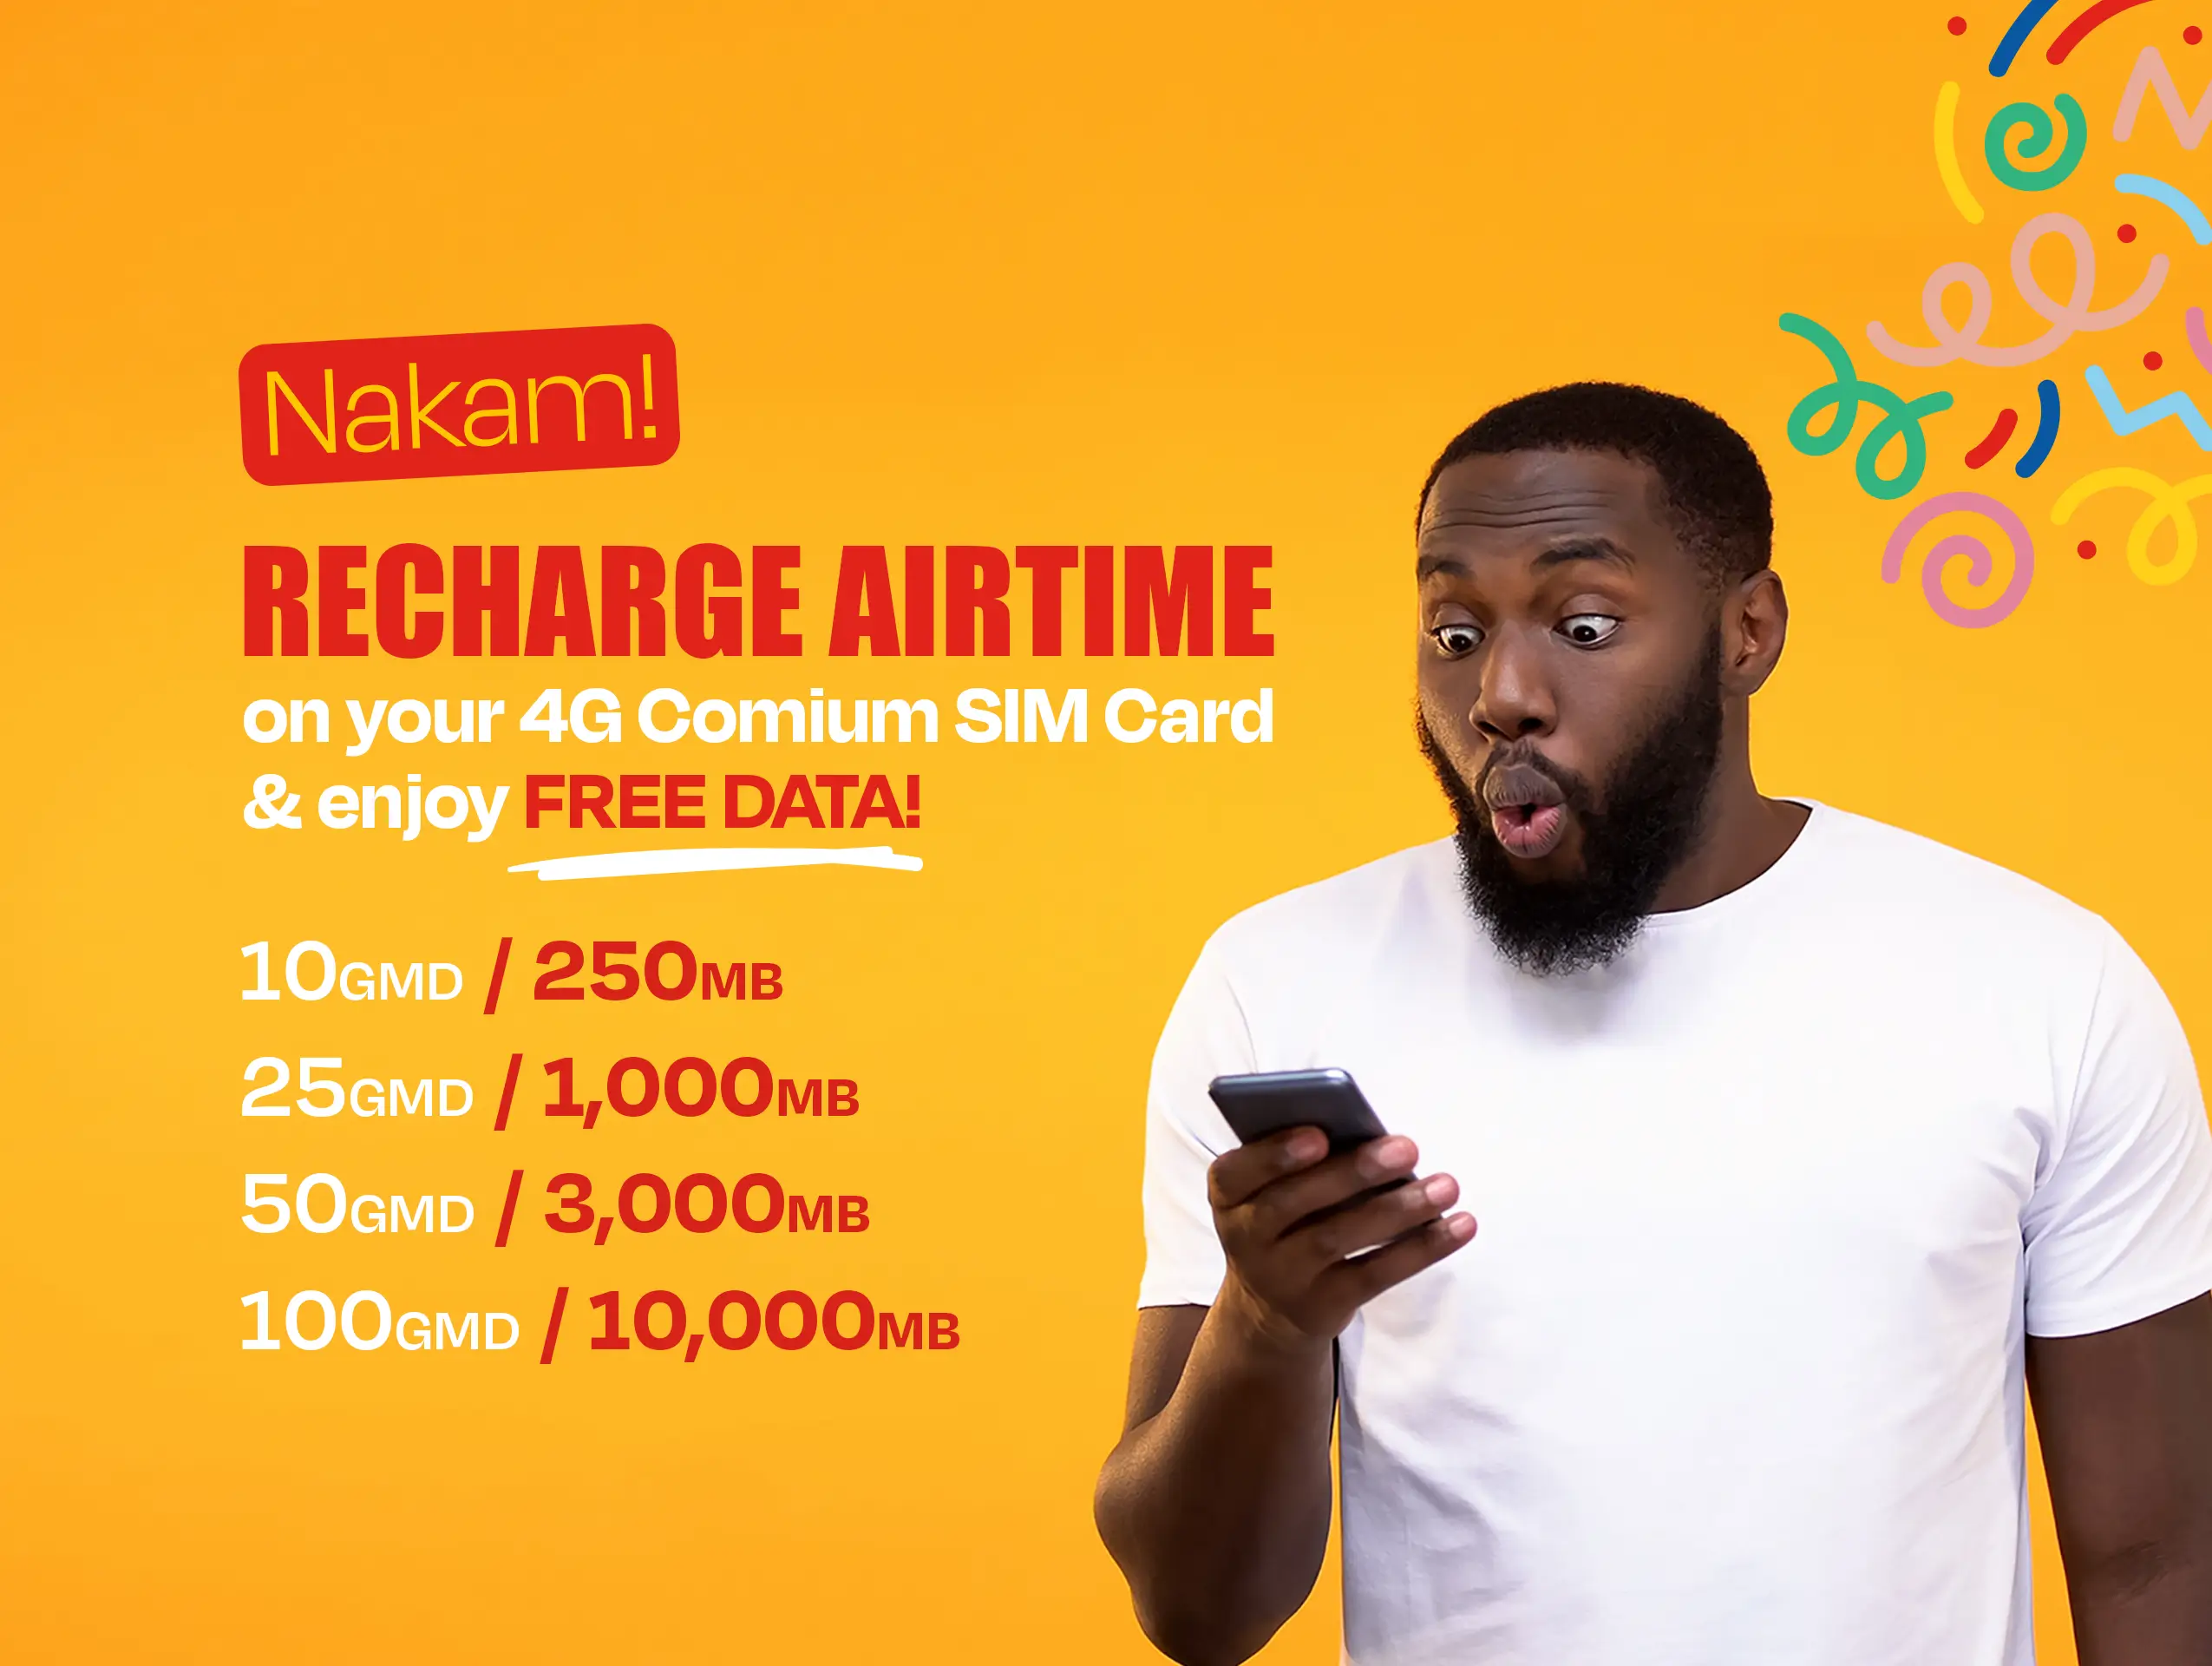 Nakam!
RECHARGE AIRTIME
on your 4G Comium SIM Card
& enjoy FREE DATA!
10GMD / 250MB
25GMD / 1,000MB
50GMD / 3,000MB
100GMD / 10,000MB